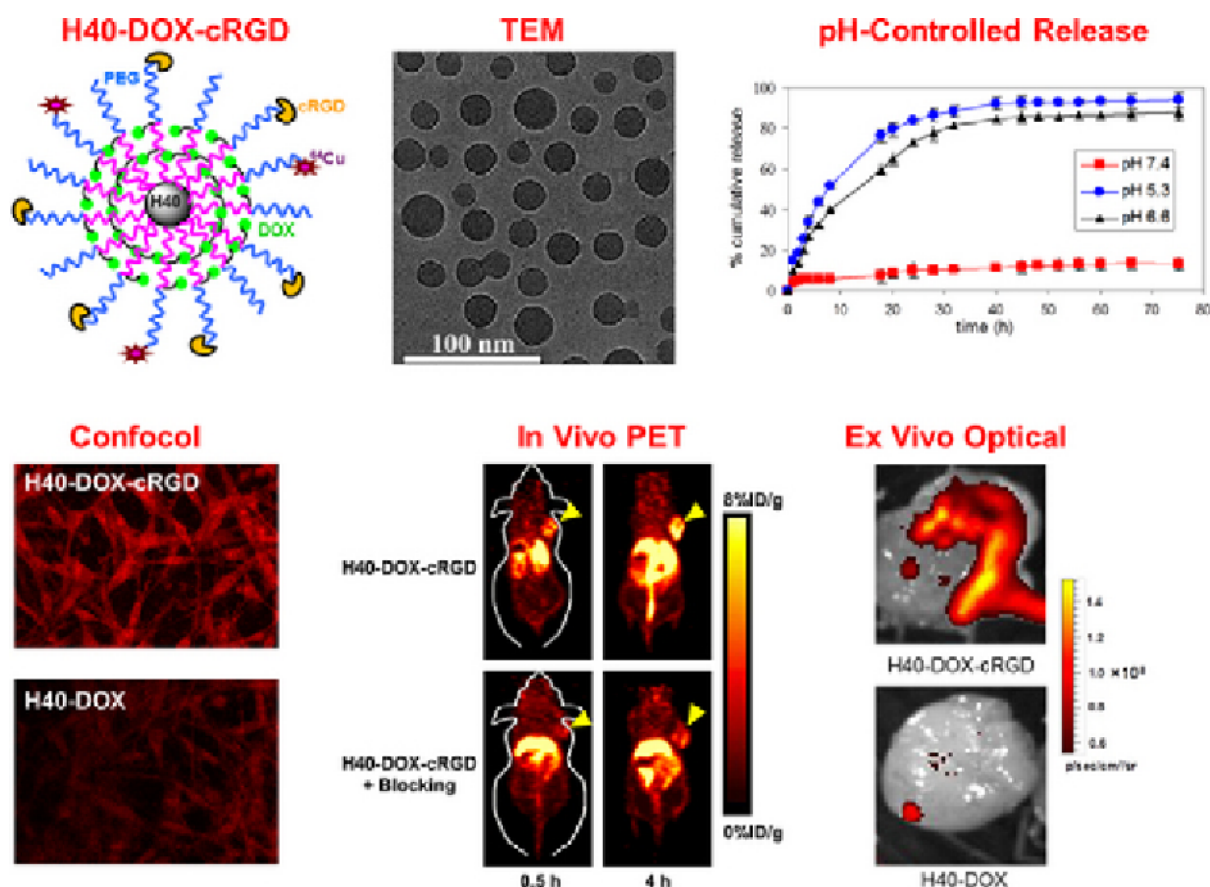 H40-DOX-cRGD
PEG
cRGD
⁶⁴Cu
H40
DOX
TEM
100 nm
pH-Controlled Release
% cumulative release
100
80
60
40
20
0
pH 7.4
pH 5.3
pH 6.6
0 10 20 30 40 50 60 70 80
time (h)
Confocol
H40-DOX-cRGD
H40-DOX
In Vivo PET
H40-DOX-cRGD
H40-DOX-cRGD
+ Blocking
8%ID/g
0%ID/g
0.5 h 4 h
Ex Vivo Optical
H40-DOX-cRGD
H40-DOX
1.4
1.2
1.0
0.8
0.6